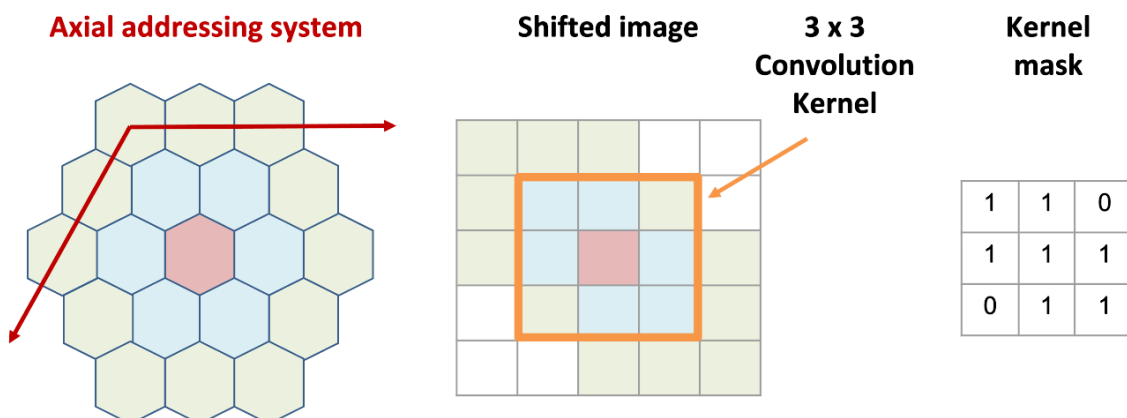 Axial addressing system
Shifted image
3 x 3
Convolution
Kernel
Kernel
mask
1 1 0
1 1 1
0 1 1